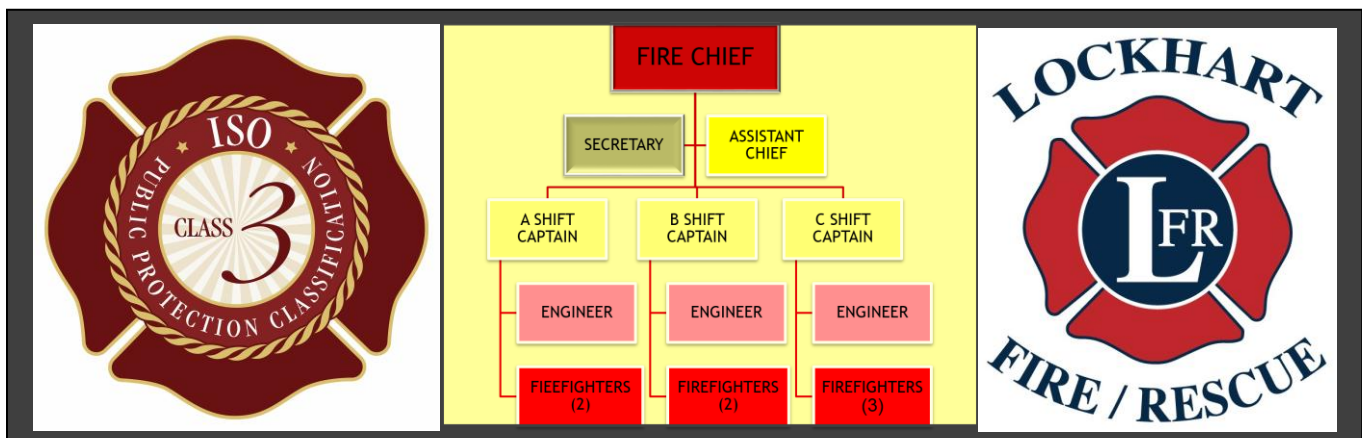 ISO
PUBLIC PROTECTION CLASSIFICATION
CLASS 3
FIRE CHIEF
SECRETARY
ASSISTANT
CHIEF
A SHIFT
CAPTAIN
B SHIFT
CAPTAIN
C SHIFT
CAPTAIN
ENGINEER
ENGINEER
ENGINEER
FIEEFIGHTERS
(2)
FIREFIGHTERS
(2)
FIREFIGHTERS
(3)
LOCKHART
LFR
FIRE / RESCUE